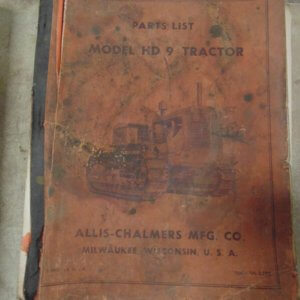 PARTS LIST
MODEL HD 9 TRACTOR
ALLIS-CHALMERS MFG. CO.
MILWAUKEE, WISCONSIN, U. S. A.